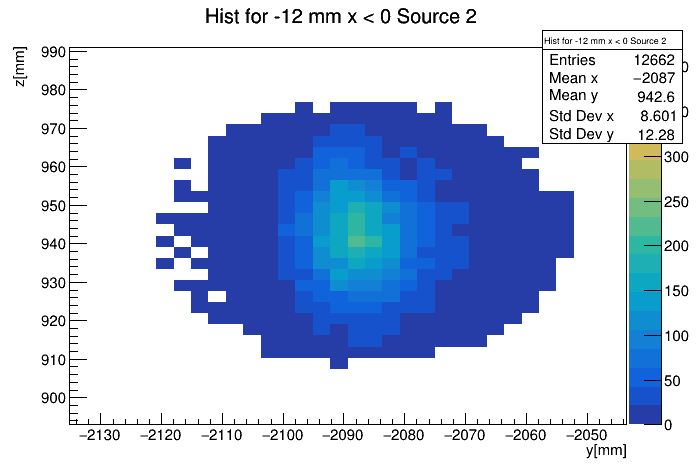 Hist for -12 mm x < 0 Source 2
z[mm]
990
980
970
960
950
940
930
920
910
900
Hist for -12 mm x < 0 Source 2
Entries 12662
Mean x −2087
Mean y 942.6
Std Dev x 8.601
Std Dev y 12.28
300
250
200
150
100
50
0
−2130 −2120 −2110 −2100 −2090 −2080 −2070 −2060 −2050
y[mm]